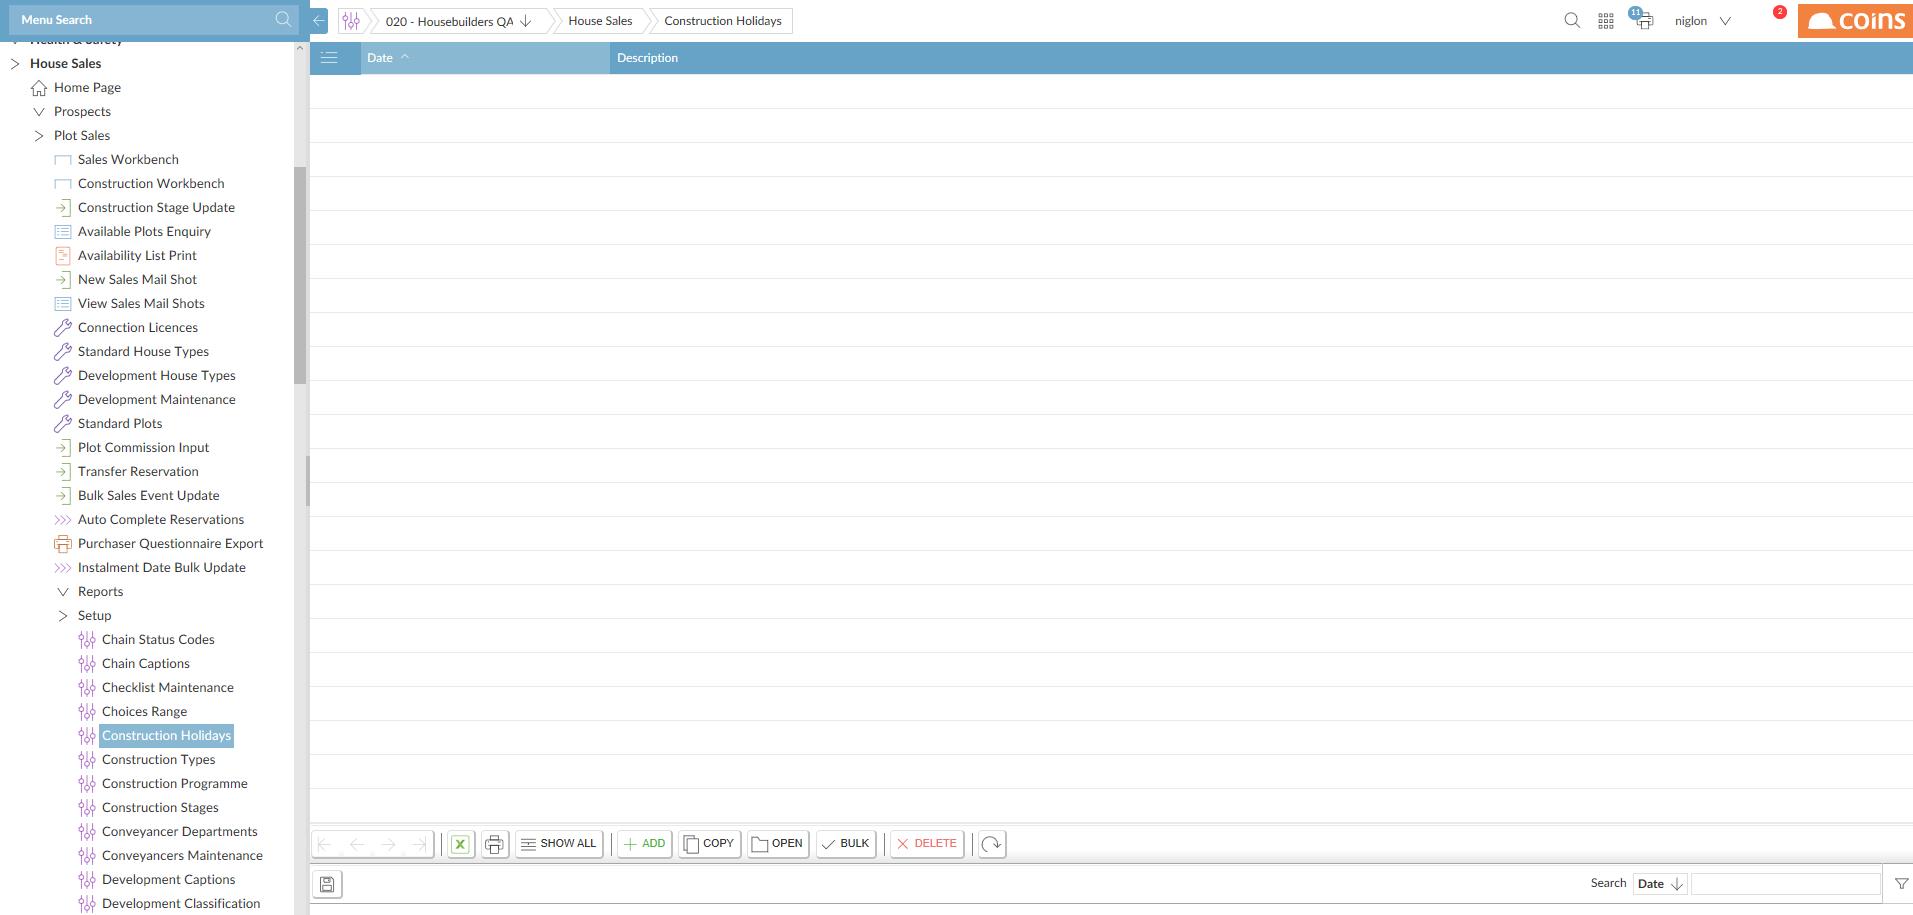 Menu Search
020 - Housebuilders QA
House Sales
Construction Holidays
11
niglon
2
coins
Health & Safety
House Sales
Home Page
Prospects
Plot Sales
Sales Workbench
Construction Workbench
Construction Stage Update
Available Plots Enquiry
Availability List Print
New Sales Mail Shot
View Sales Mail Shots
Connection Licences
Standard House Types
Development House Types
Development Maintenance
Standard Plots
Plot Commission Input
Transfer Reservation
Bulk Sales Event Update
Auto Complete Reservations
Purchaser Questionnaire Export
Instalment Date Bulk Update
Reports
Setup
Chain Status Codes
Chain Captions
Checklist Maintenance
Choices Range
Construction Holidays
Construction Types
Construction Programme
Construction Stages
Conveyancer Departments
Conveyancers Maintenance
Development Captions
Development Classification
Date
Description
SHOW ALL
ADD
COPY
OPEN
BULK
DELETE
Search
Date